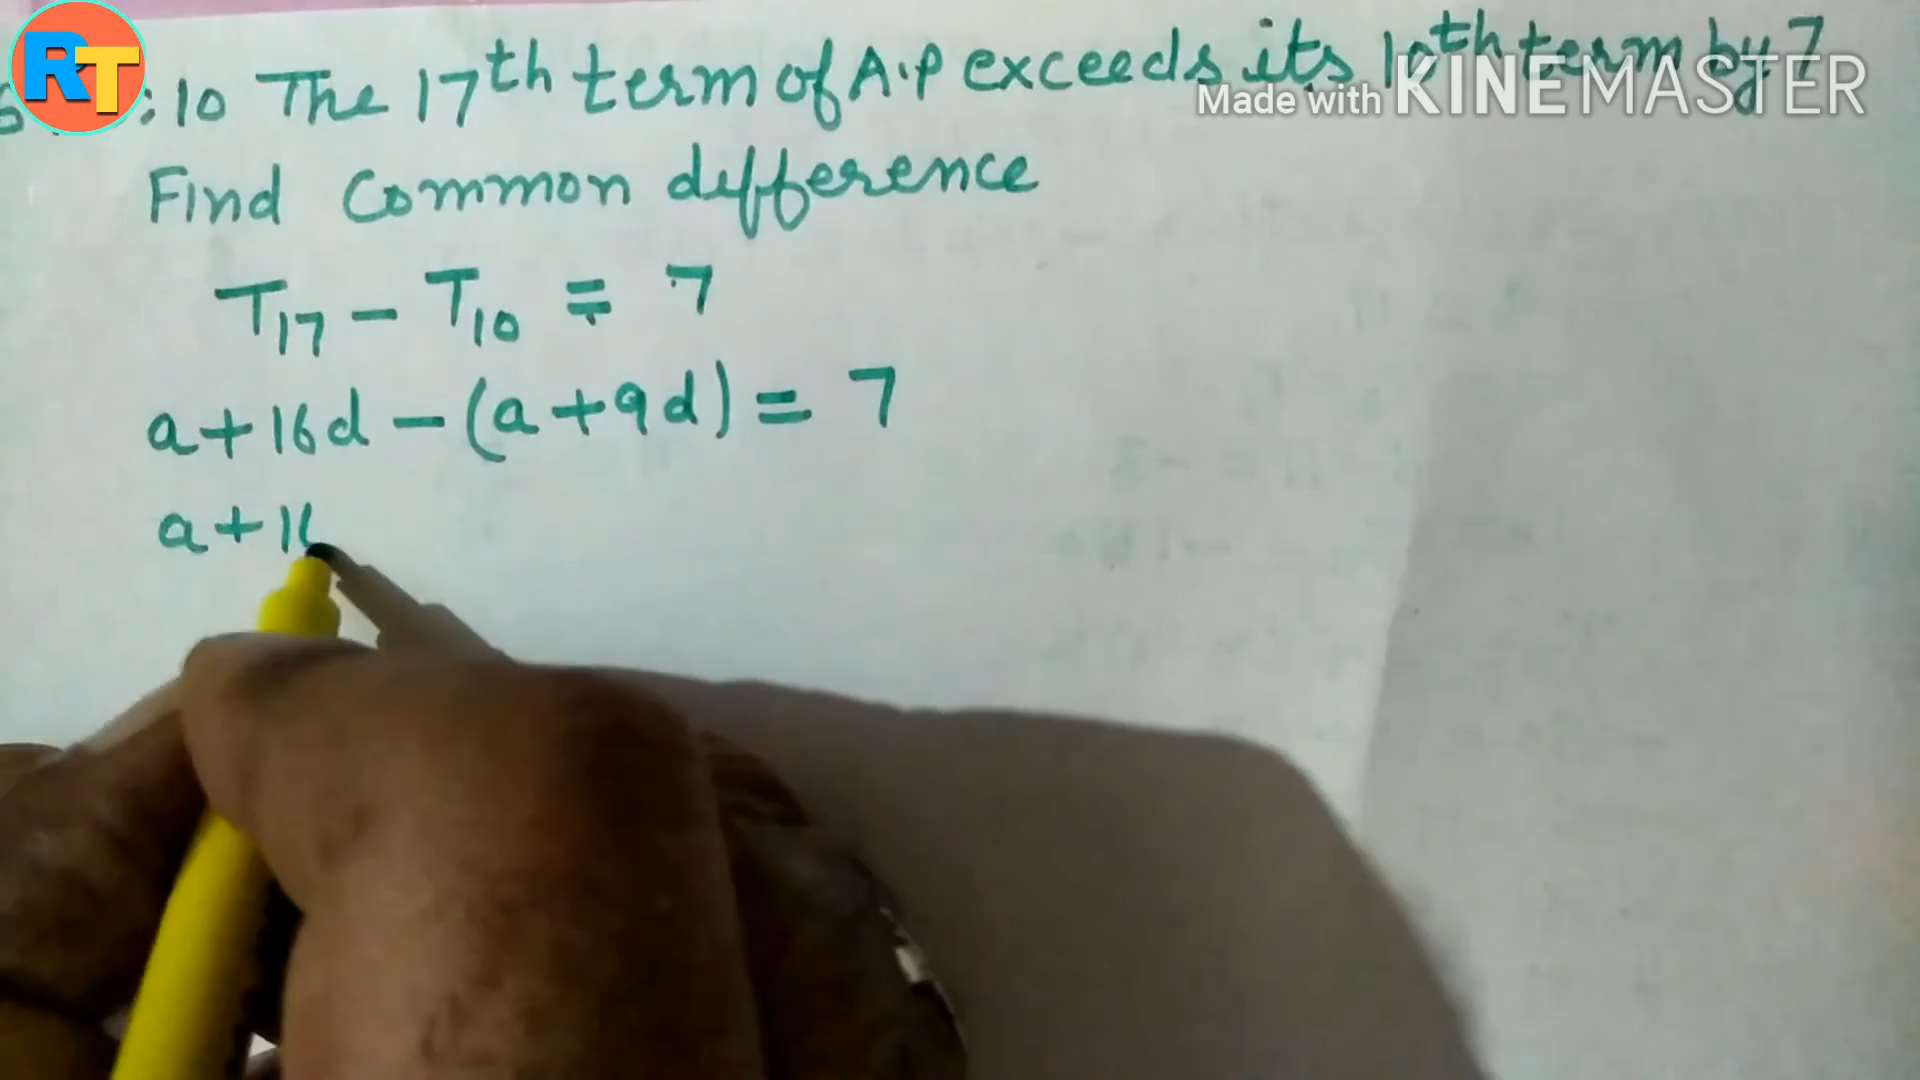 RT
:10 The 17th term of A.P exceeds its 10th term by 7
Made with KINEMASTER
Find Common difference
T17 - T10 = 7
a+16d - (a+9d) = 7
a+16